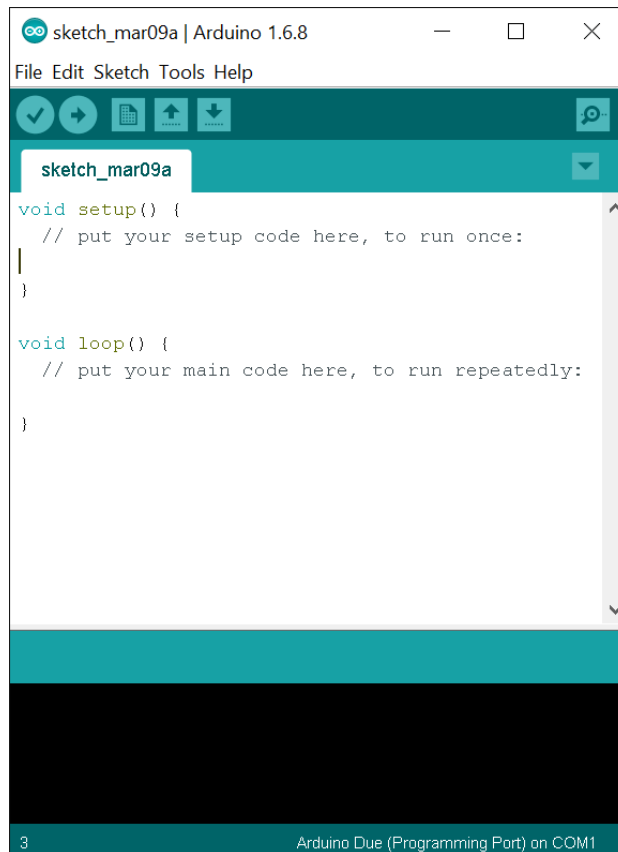 sketch_mar09a | Arduino 1.6.8
File Edit Sketch Tools Help
sketch_mar09a
void setup() {
  // put your setup code here, to run once:
}
void loop() {
  // put your main code here, to run repeatedly:
}
3 Arduino Due (Programming Port) on COM1